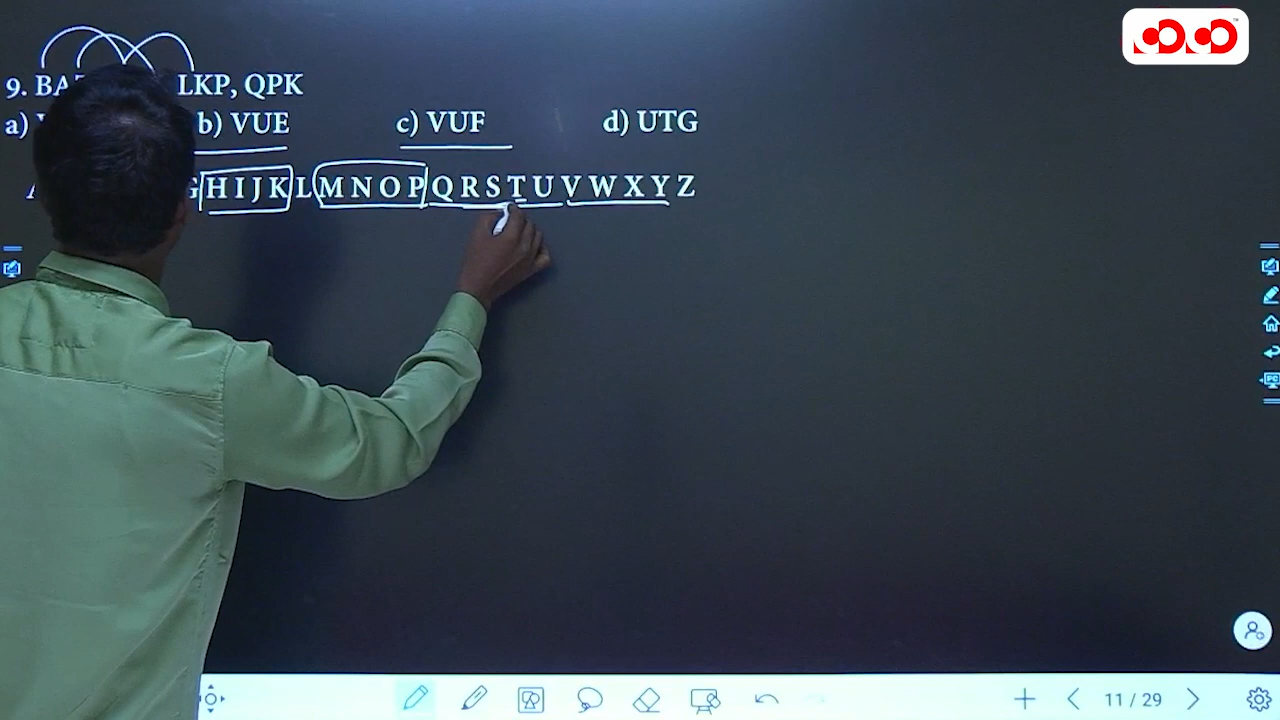 9. BA LKP, QPK
a) b) VUE c) VUF d) UTG
G H I J K L M N O P Q R S T U V W X Y Z
11 / 29